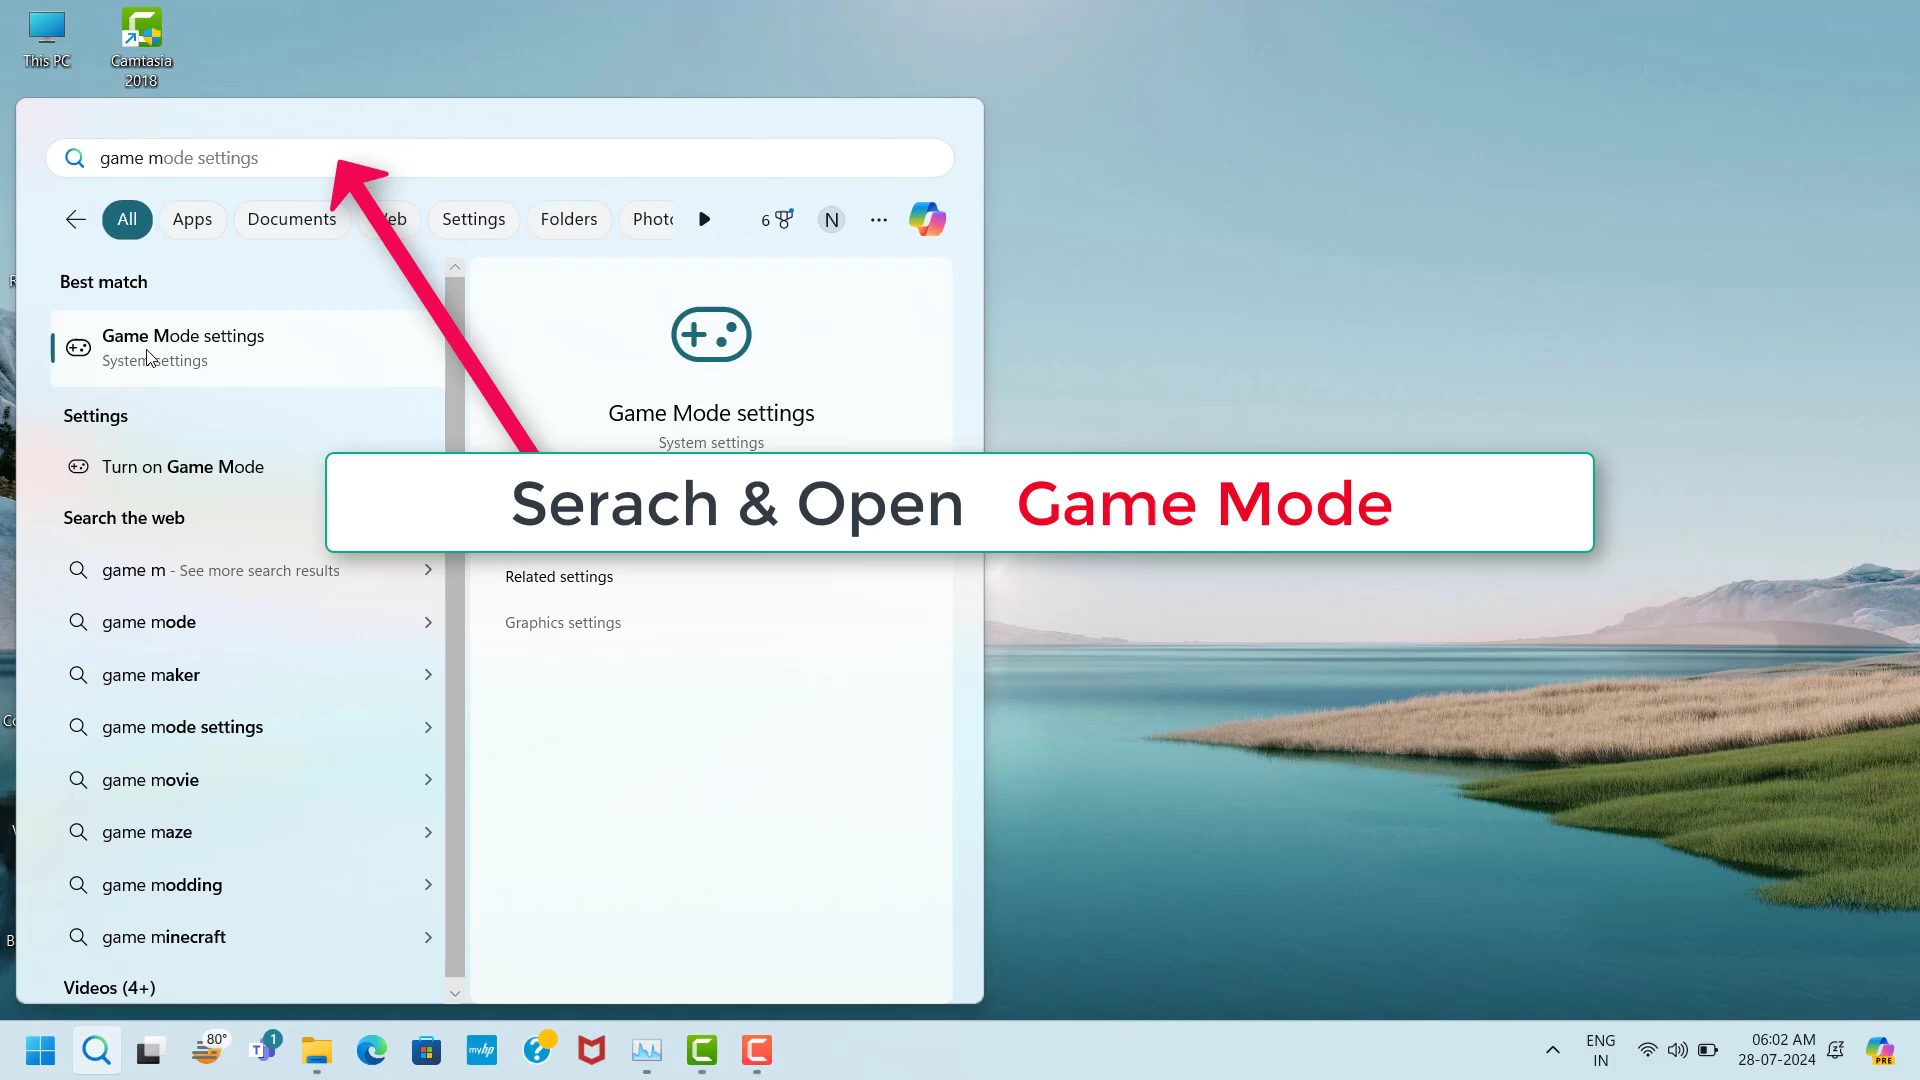 This PC
Camtasia
2018
game mode settings
All
Apps
Documents
Settings
Folders
6
N
Best match
Game Mode settings
System settings
Settings
Turn on Game Mode
Search the web
game m - See more search results
game mode
game maker
game mode settings
game movie
game maze
game modding
game minecraft
Videos (4+)
Game Mode settings
System settings
Serach & Open Game Mode
Related settings
Graphics settings
80°
1
T
myhp
?
C
C
PRE
ENG
IN
06:02 AM
28-07-2024